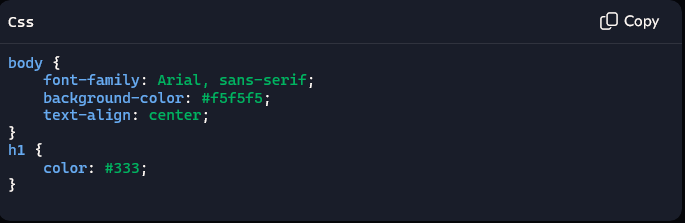 Css
Copy
body {
    font-family: Arial, sans-serif;
    background-color: #f5f5f5;
    text-align: center;
}
h1 {
    color: #333;
}